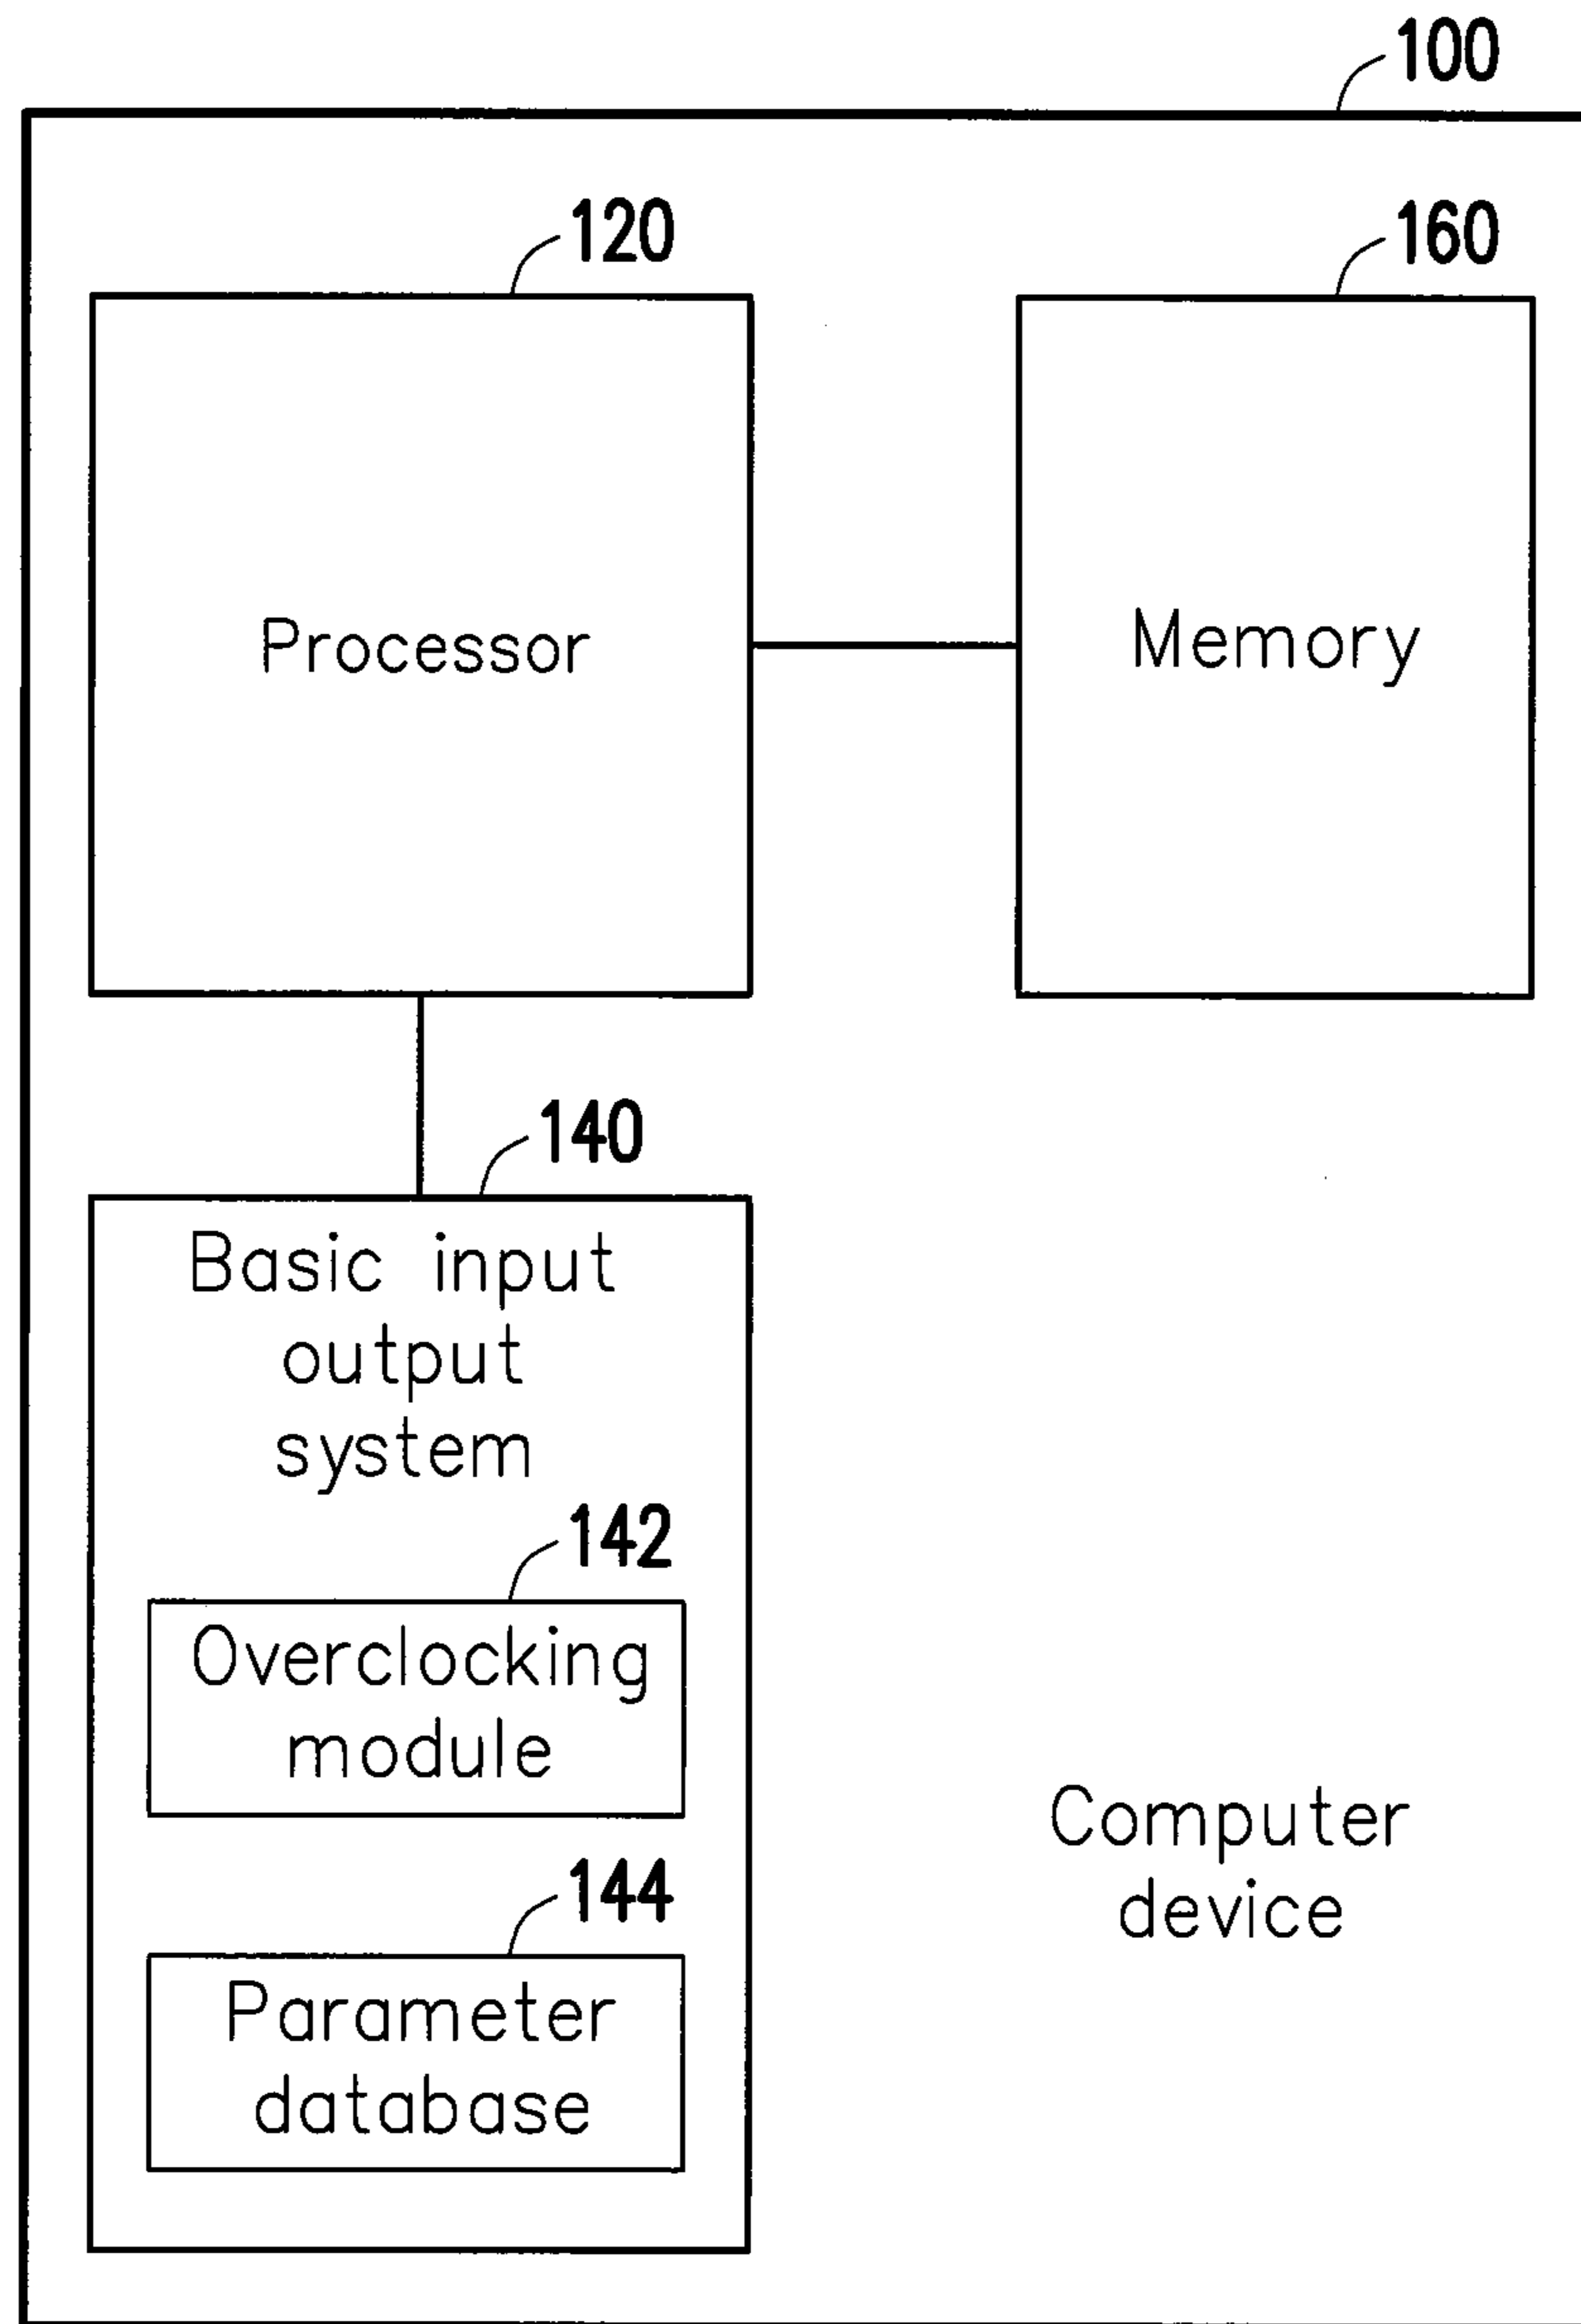 100
120
160
Processor
Memory
140
Basic input
output
system
142
Overclocking
module
144
Parameter
database
Computer
device